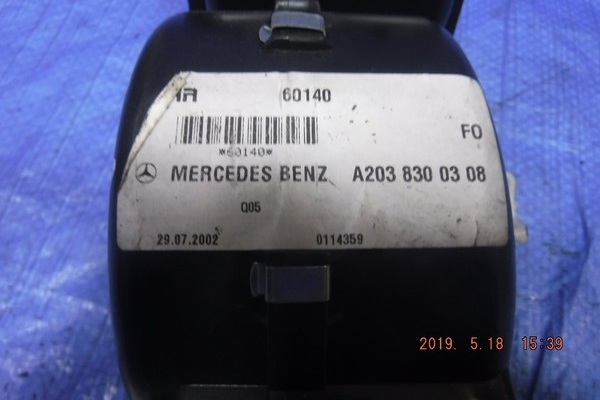 60140
FO
*60140*
MERCEDES BENZ A203 830 03 08
Q05
29.07.2002 0114359
2019. 5.18 15:39